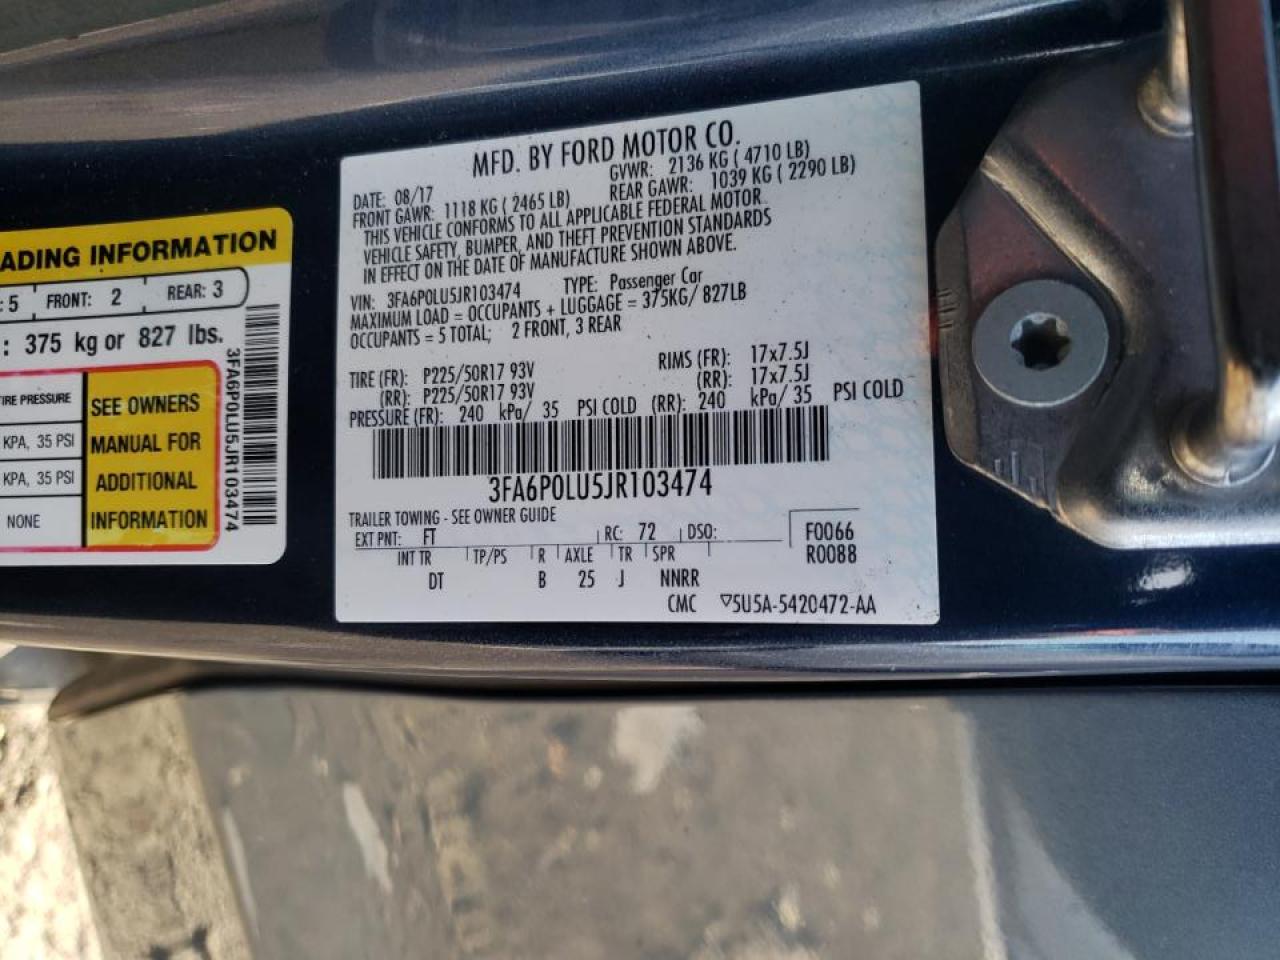 ADING INFORMATION
: 5 FRONT: 2 REAR: 3
: 375 kg or 827 lbs.
IRE PRESSURE
KPA, 35 PSI
KPA, 35 PSI
NONE
SEE OWNERS
MANUAL FOR
ADDITIONAL
INFORMATION
3FA6P0LU5JR103474
MFD. BY FORD MOTOR CO.
DATE: 08/17 GVWR: 2136 KG ( 4710 LB)
FRONT GAWR: 1118 KG ( 2465 LB) REAR GAWR: 1039 KG ( 2290 LB)
THIS VEHICLE CONFORMS TO ALL APPLICABLE FEDERAL MOTOR
VEHICLE SAFETY, BUMPER, AND THEFT PREVENTION STANDARDS
IN EFFECT ON THE DATE OF MANUFACTURE SHOWN ABOVE.
VIN: 3FA6P0LU5JR103474 TYPE: Passenger Car
MAXIMUM LOAD = OCCUPANTS + LUGGAGE = 375KG/ 827LB
OCCUPANTS = 5 TOTAL; 2 FRONT, 3 REAR
TIRE (FR): P225/50R17 93V RIMS (FR): 17x7.5J
(RR): P225/50R17 93V (RR): 17x7.5J
PRESSURE (FR): 240 kPa/ 35 PSI COLD (RR): 240 kPa/ 35 PSI COLD
3FA6P0LU5JR103474
TRAILER TOWING - SEE OWNER GUIDE
EXT PNT: FT RC: 72 DSO: F0066
INT TR TP/PS R AXLE TR SPR R0088
DT B 25 J NNRR
CMC ▽5U5A-5420472-AA